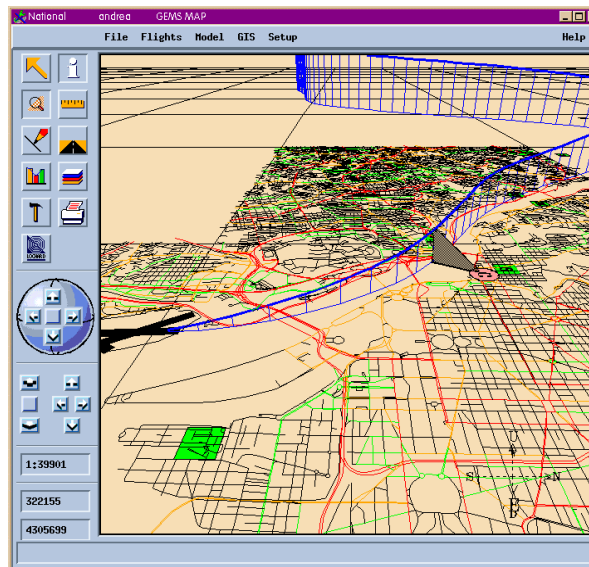 National andrea GEMS MAP
File Flights Model GIS Setup Help
i
T
1:39901
322155
4305699
U
S N
D